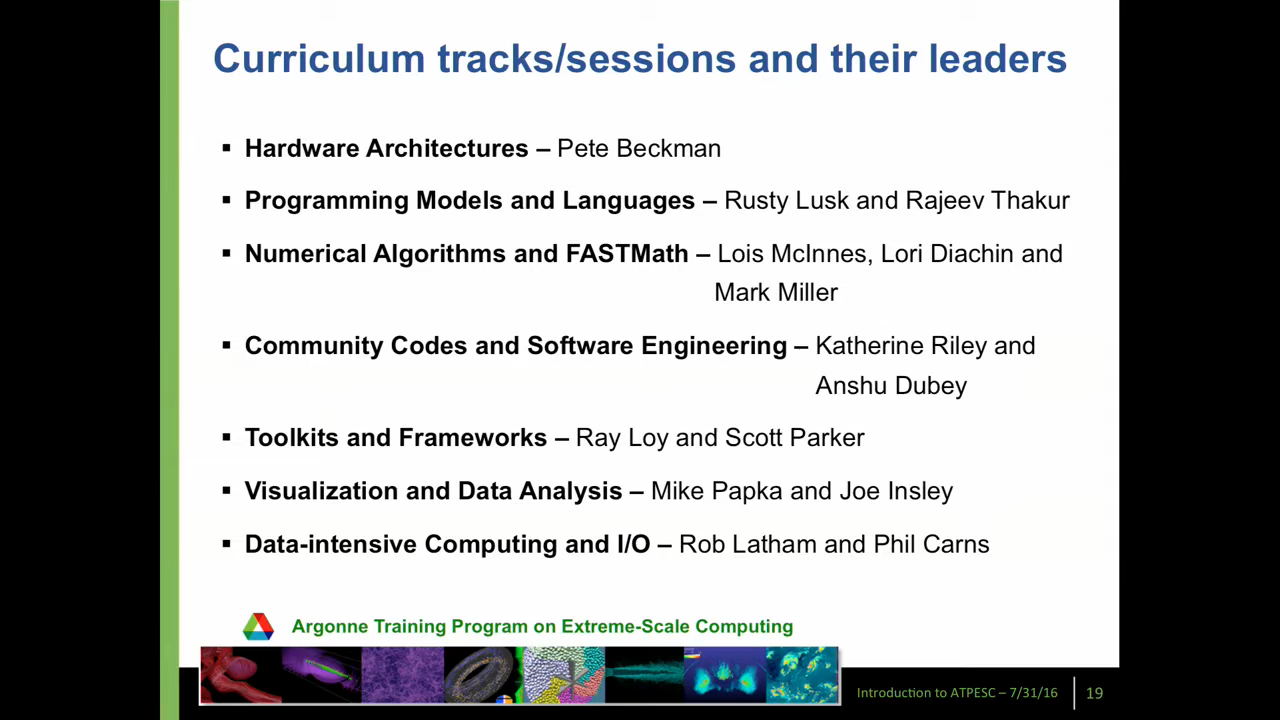 Curriculum tracks/sessions and their leaders
▪ Hardware Architectures – Pete Beckman
▪ Programming Models and Languages – Rusty Lusk and Rajeev Thakur
▪ Numerical Algorithms and FASTMath – Lois McInnes, Lori Diachin and
Mark Miller
▪ Community Codes and Software Engineering – Katherine Riley and
Anshu Dubey
▪ Toolkits and Frameworks – Ray Loy and Scott Parker
▪ Visualization and Data Analysis – Mike Papka and Joe Insley
▪ Data-intensive Computing and I/O – Rob Latham and Phil Carns
Argonne Training Program on Extreme-Scale Computing
Introduction to ATPESC – 7/31/16
19